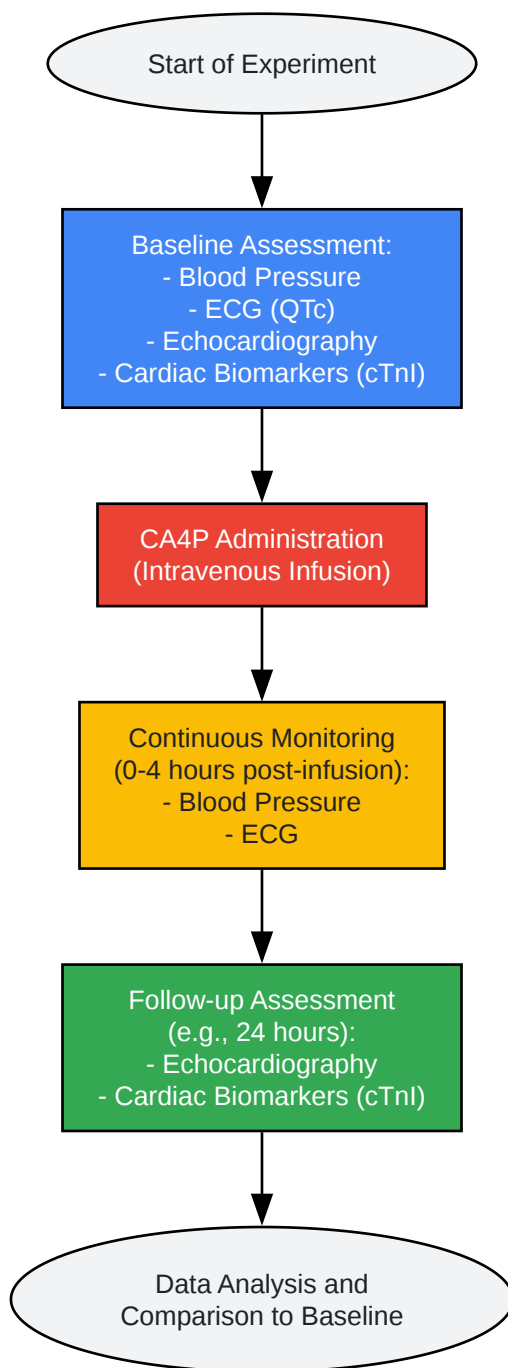 Start of Experiment
Baseline Assessment:
- Blood Pressure
- ECG (QTc)
- Echocardiography
- Cardiac Biomarkers (cTnI)
CA4P Administration
(Intravenous Infusion)
Continuous Monitoring
(0-4 hours post-infusion):
- Blood Pressure
- ECG
Follow-up Assessment
(e.g., 24 hours):
- Echocardiography
- Cardiac Biomarkers (cTnI)
Data Analysis and
Comparison to Baseline